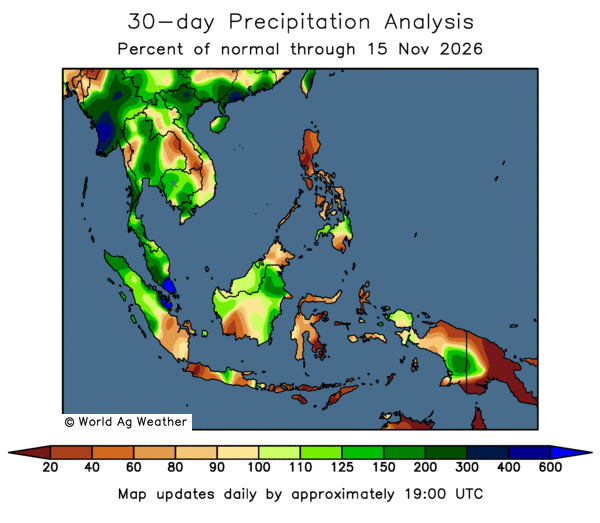 30-day Precipitation Analysis
Percent of normal through 15 Nov 2026
© World Ag Weather
20 40 60 80 90 100 110 125 150 200 300 400 600
Map updates daily by approximately 19:00 UTC